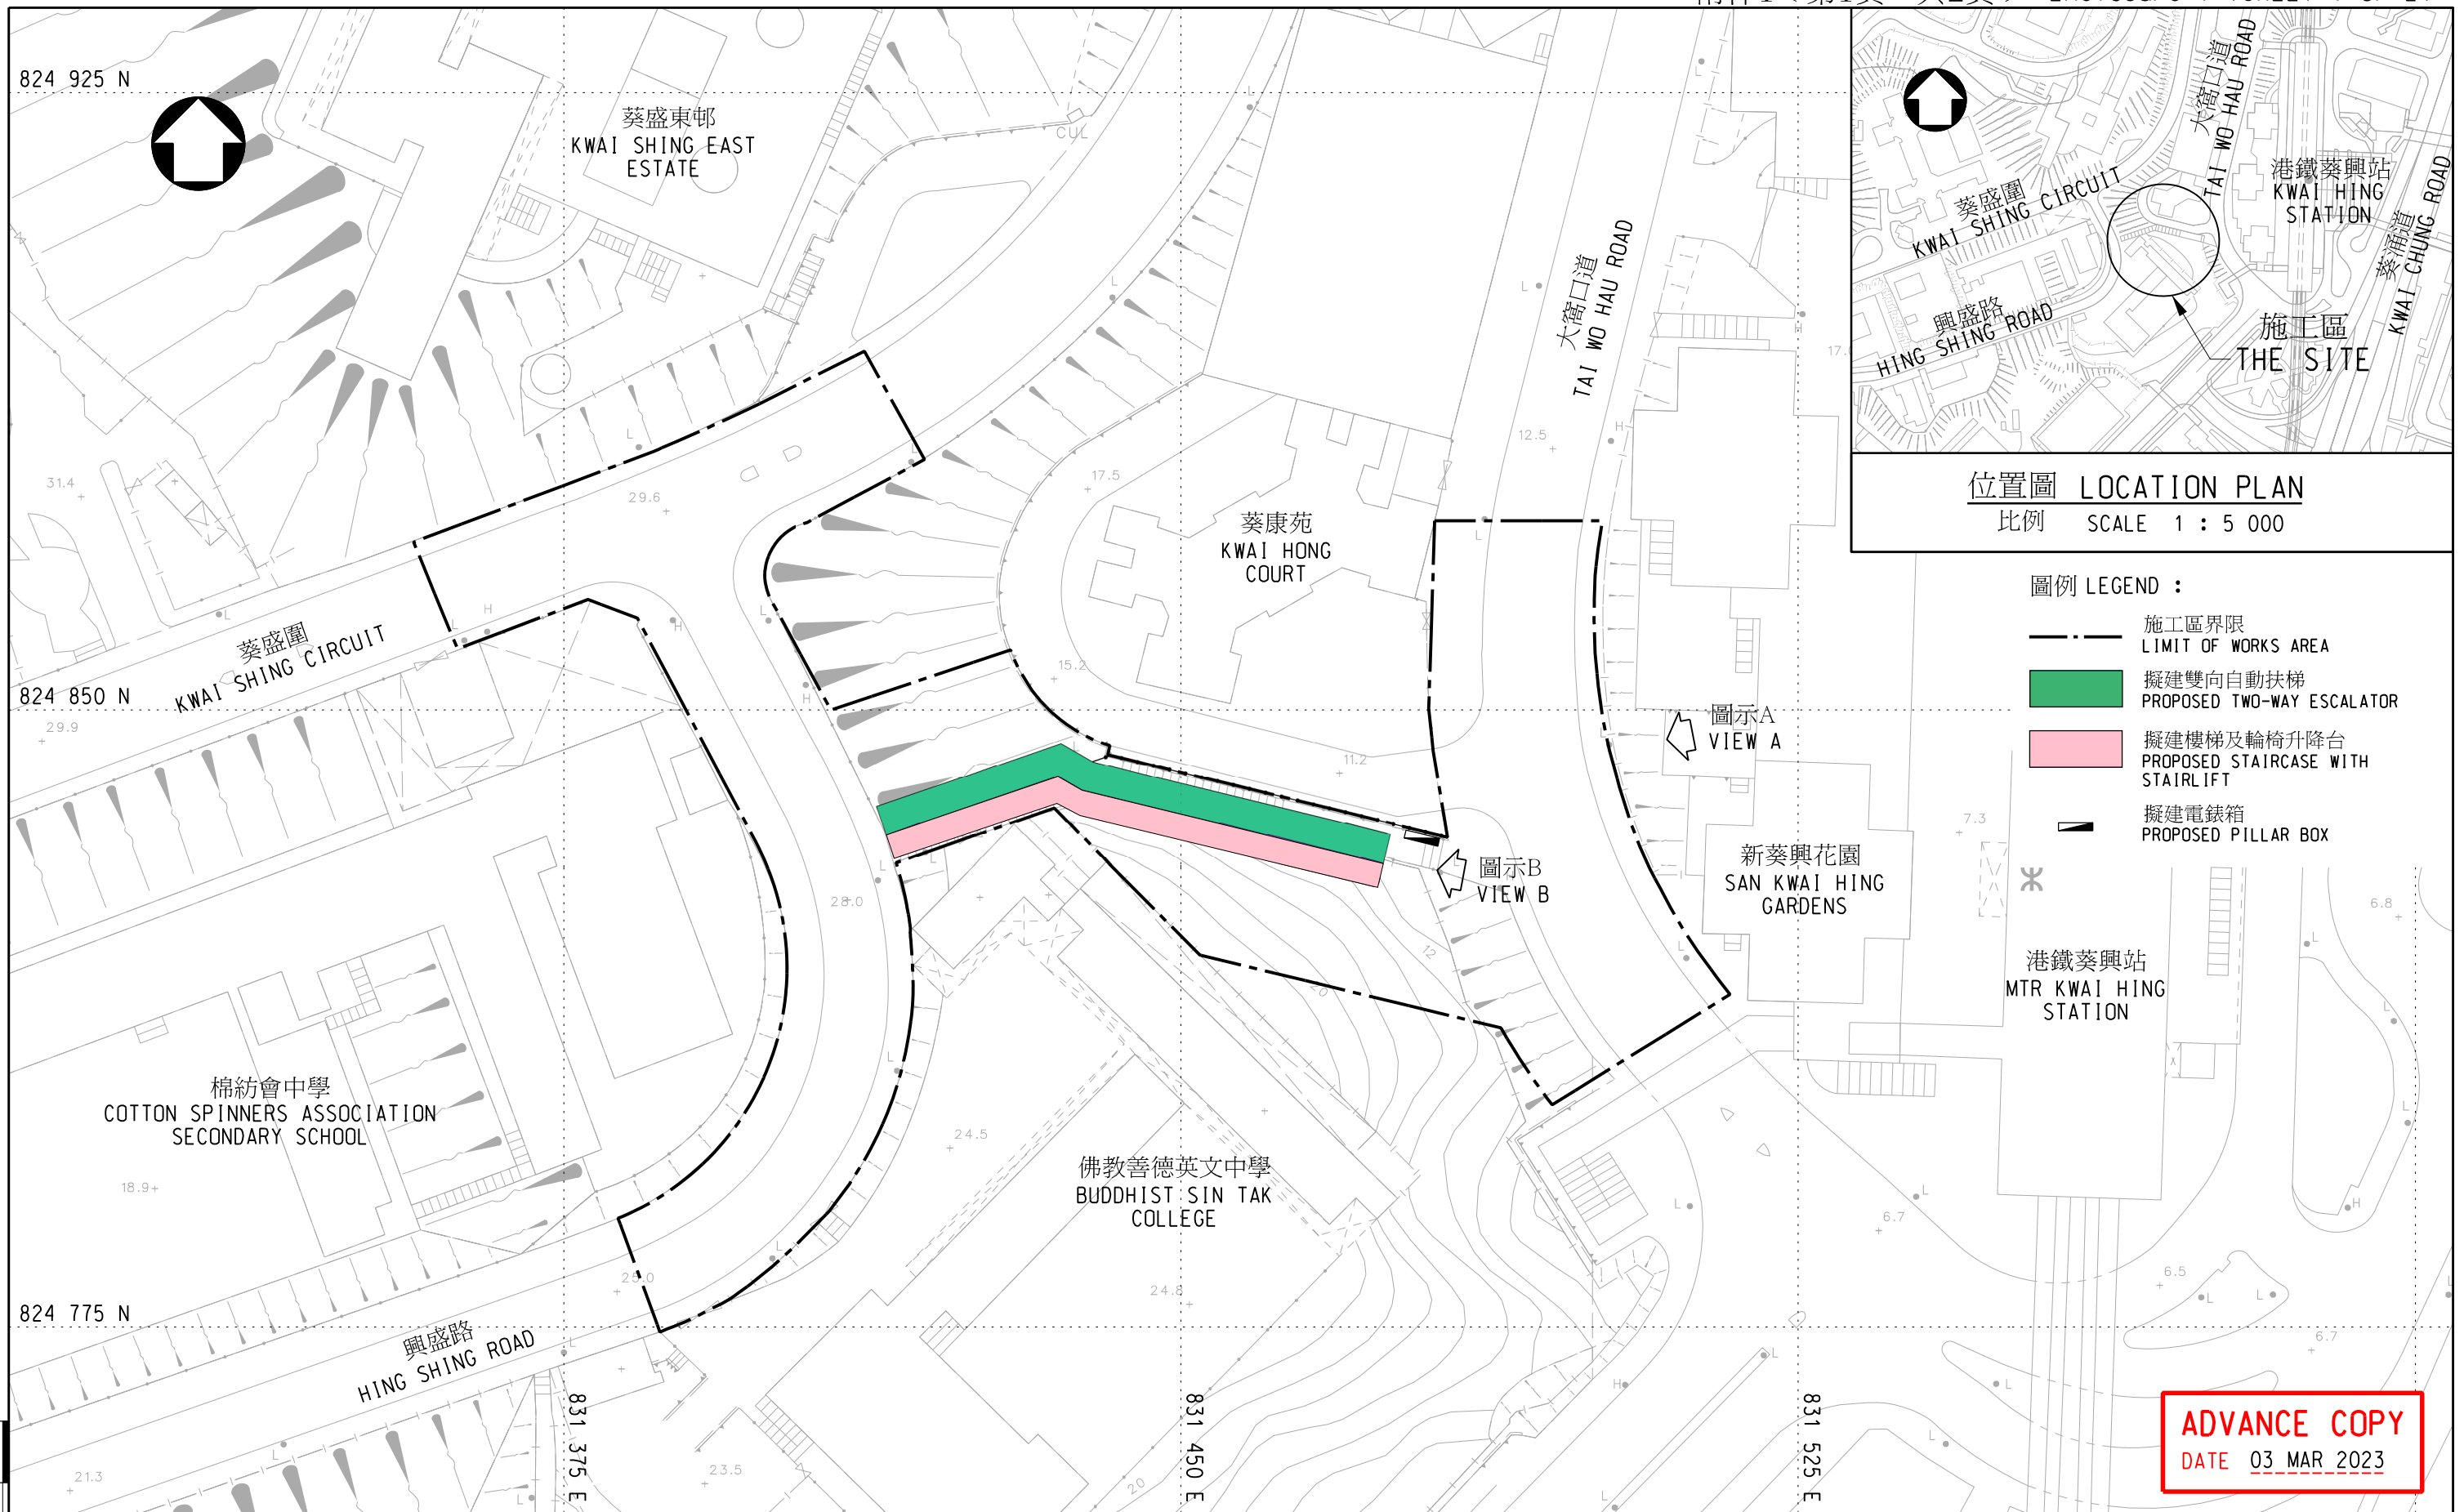 824 925 N
葵盛東邨
KWAI SHING EAST
ESTATE
CUL
大窩口道
TAI WO HAU ROAD
葵盛圍
KWAI SHING CIRCUIT
興盛路
HING SHING ROAD
港鐵葵興站
KWAI HING
STATION
葵涌道
KWAI CHUNG ROAD
施工區
THE SITE
位置圖 LOCATION PLAN
比例 SCALE 1 : 5 000
圖例 LEGEND :
施工區界限
LIMIT OF WORKS AREA
擬建雙向自動扶梯
PROPOSED TWO-WAY ESCALATOR
擬建樓梯及輪椅升降台
PROPOSED STAIRCASE WITH
STAIRLIFT
擬建電錶箱
PROPOSED PILLAR BOX
大窩口道
TAI WO HAU ROAD
12.5
17.5
31.4
29.6
葵康苑
KWAI HONG
COURT
葵盛圍
KWAI SHING CIRCUIT
15.2
824 850 N
29.9
圖示A
VIEW A
11.2
7.3
圖示B
VIEW B
新葵興花園
SAN KWAI HING
GARDENS
28.0
12
6.8
港鐵葵興站
MTR KWAI HING
STATION
20
棉紡會中學
COTTON SPINNERS ASSOCIATION
SECONDARY SCHOOL
18.9
24.5
佛教善德英文中學
BUDDHIST SIN TAK
COLLEGE
6.7
25.0
24.8
6.5
824 775 N
興盛路
HING SHING ROAD
6.7
831 375 E
831 450 E
831 525 E
21.3
23.5
20
ADVANCE COPY
DATE 03 MAR 2023